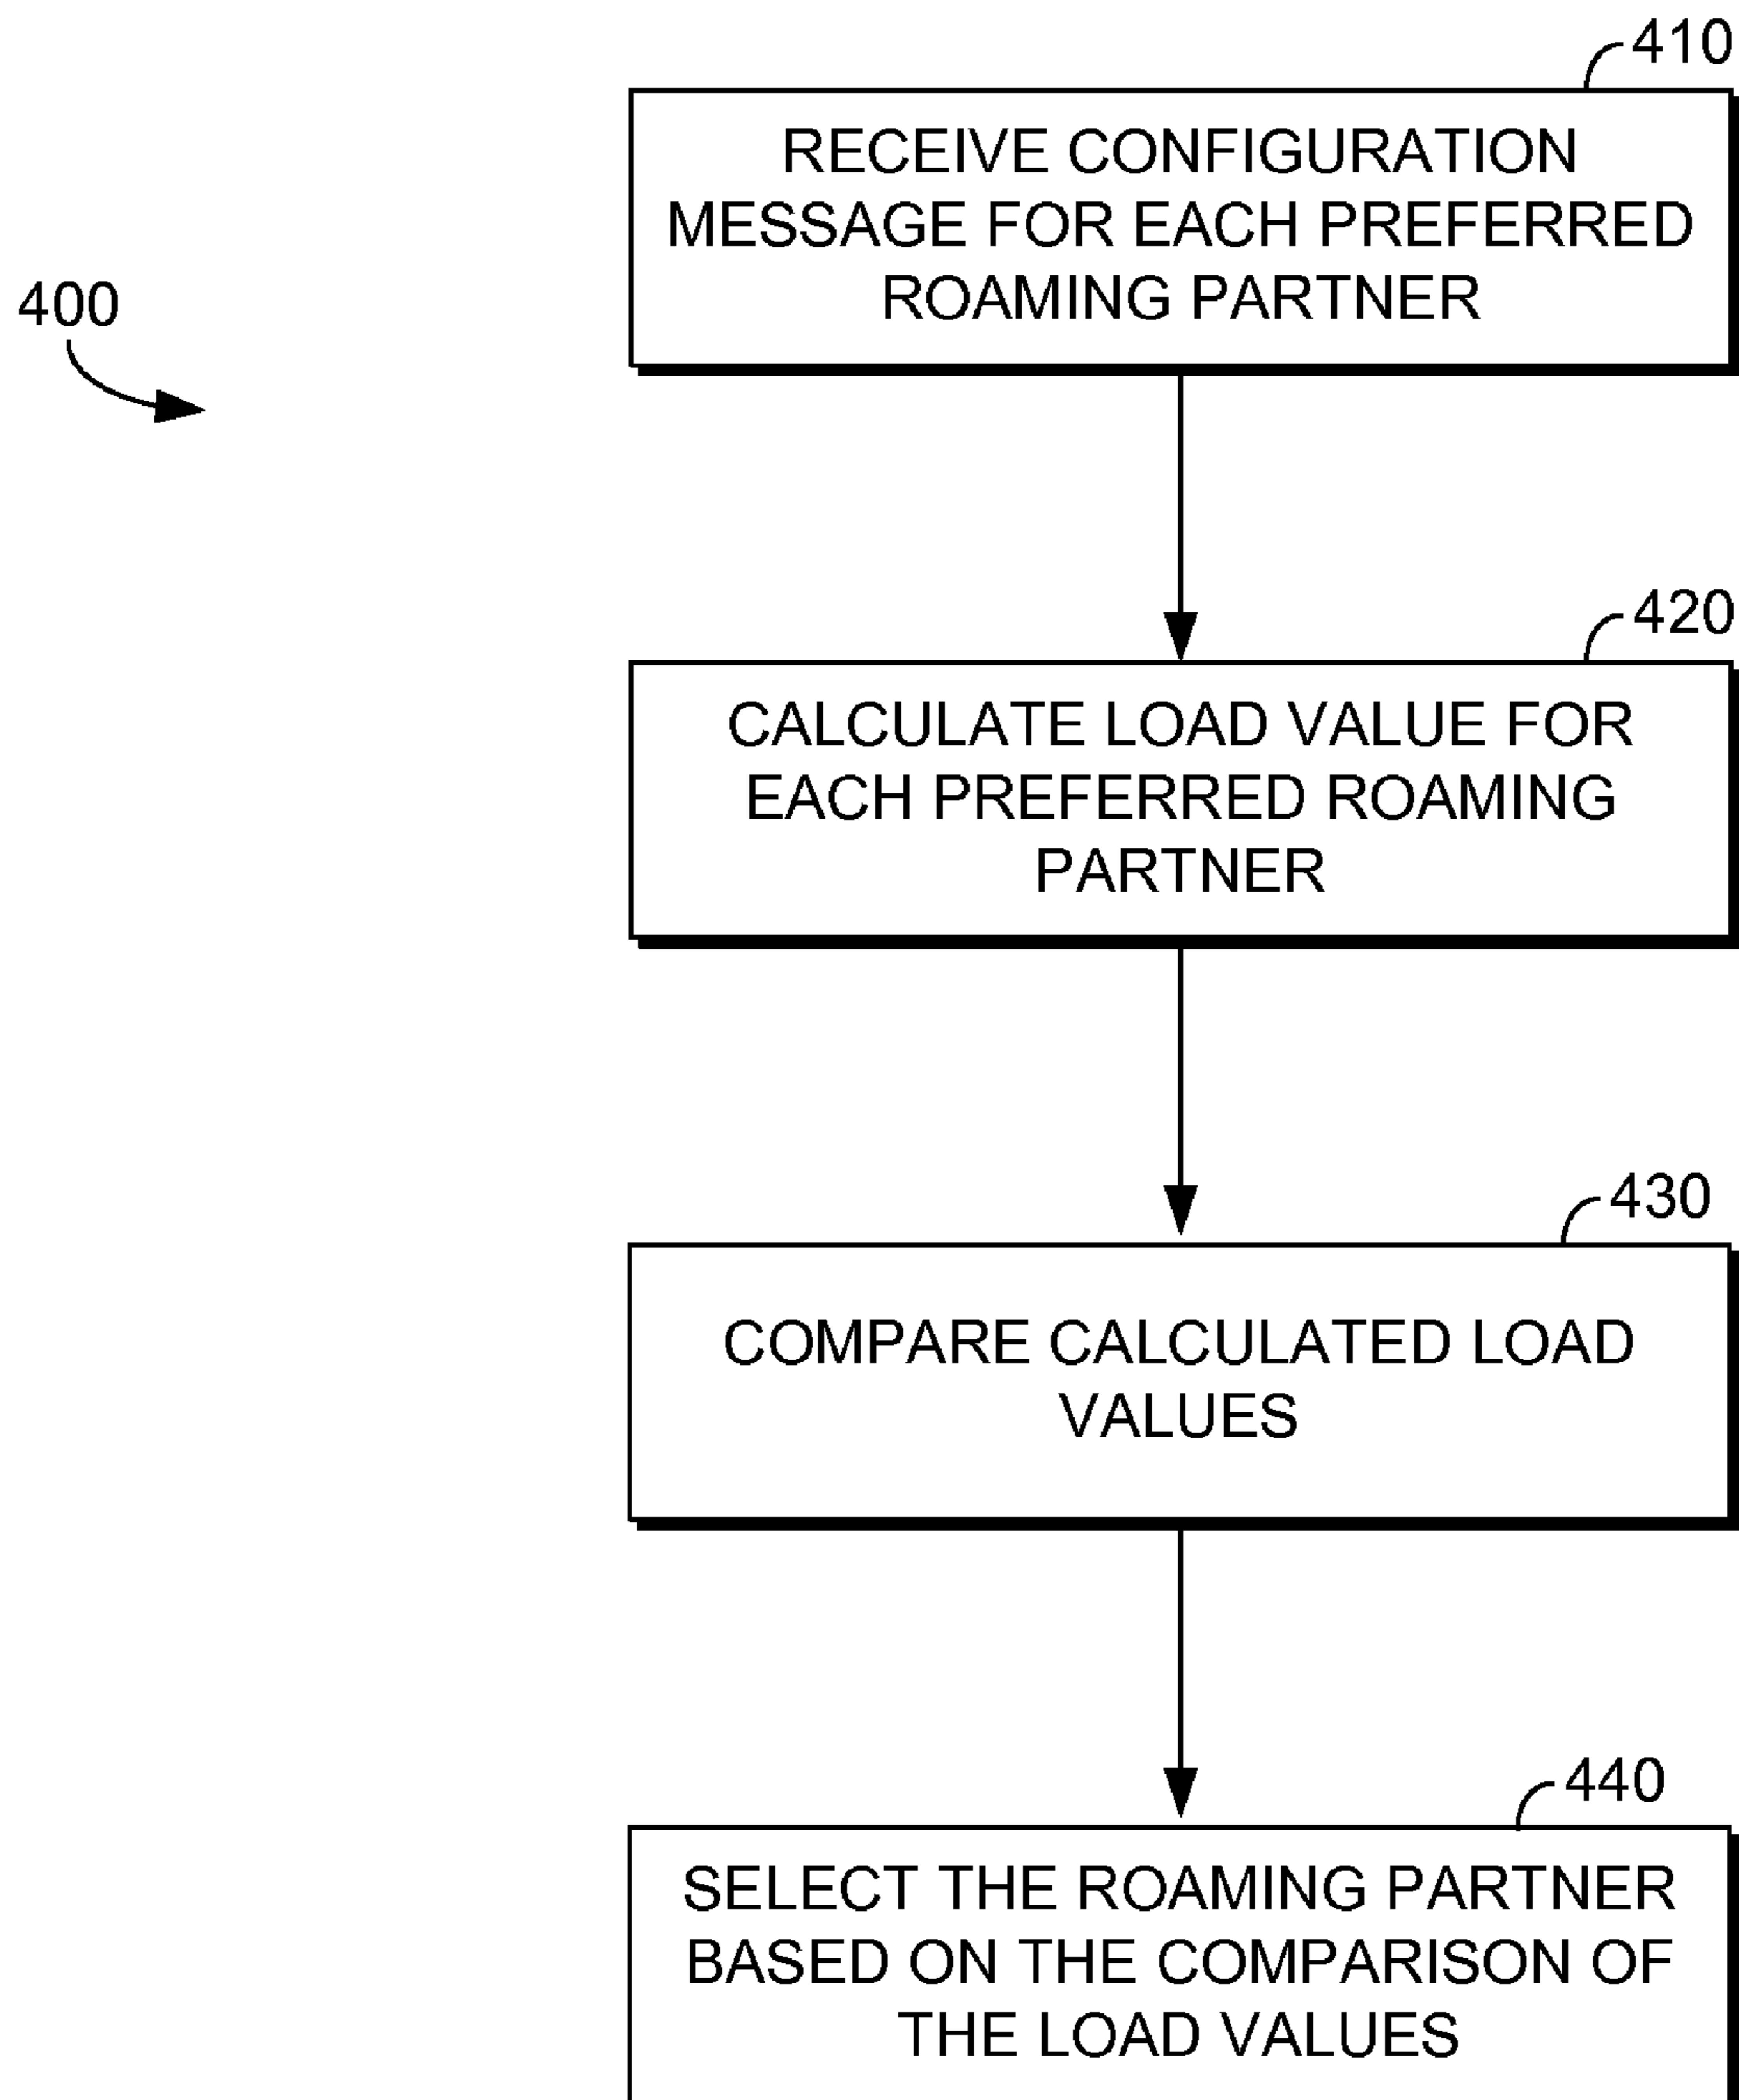 410
RECEIVE CONFIGURATION
MESSAGE FOR EACH PREFERRED
ROAMING PARTNER
400
420
CALCULATE LOAD VALUE FOR
EACH PREFERRED ROAMING
PARTNER
430
COMPARE CALCULATED LOAD
VALUES
440
SELECT THE ROAMING PARTNER
BASED ON THE COMPARISON OF
THE LOAD VALUES